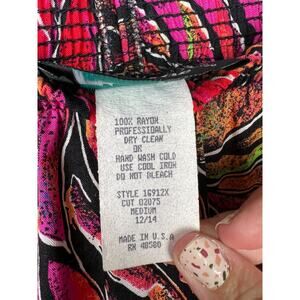 100% RAYON
PROFESSIONALLY
DRY CLEAN
OR
HAND WASH COLD
USE COOL IRON
DO NOT BLEACH
STYLE 16912X
CUT 02075
MEDIUM
12/14
MADE IN U.S.A
RN 40580